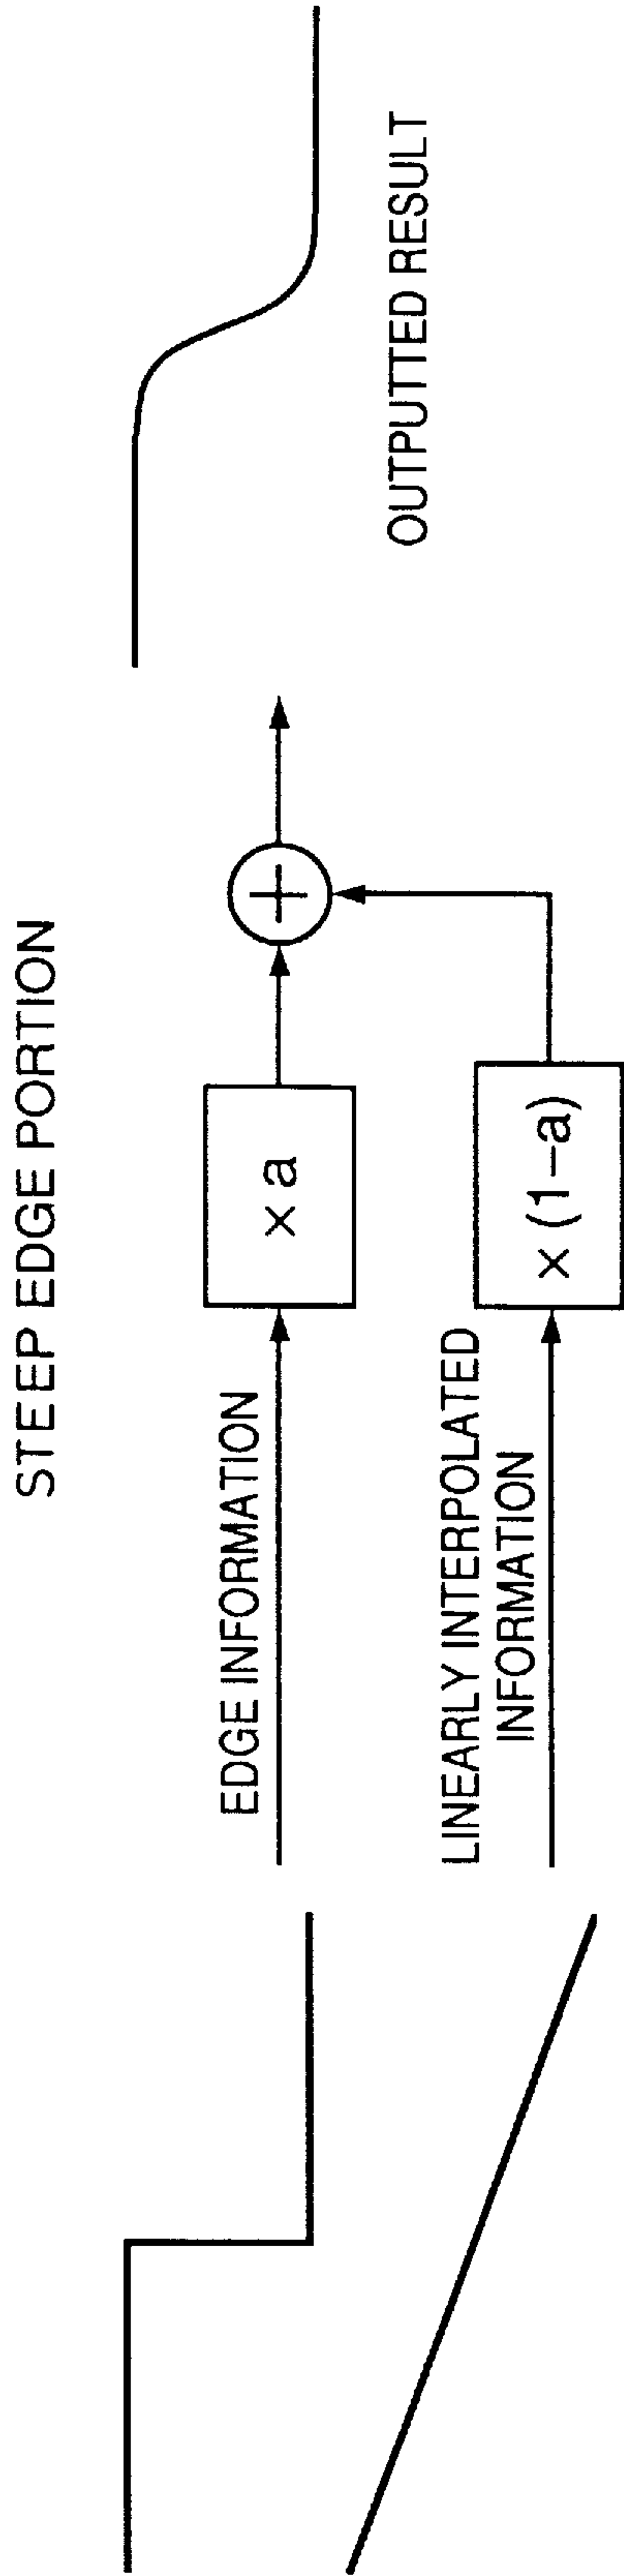 STEEP EDGE PORTION
EDGE INFORMATION
× a
+
LINEARLY INTERPOLATED
INFORMATION
× (1–a)
OUTPUTTED RESULT